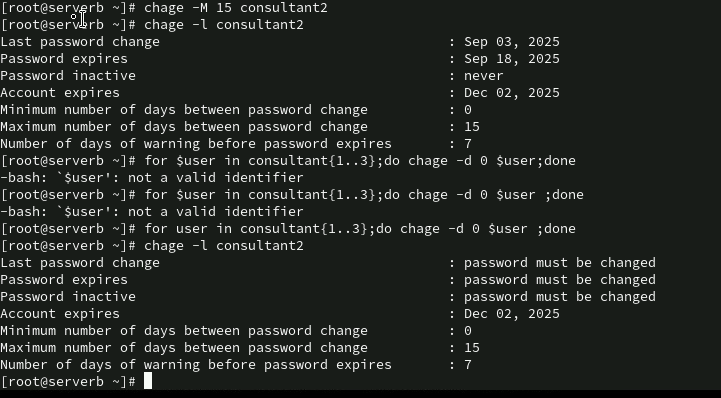 [root@serverb ~]# chage -M 15 consultant2
[root@serverb ~]# chage -l consultant2
Last password change : Sep 03, 2025
Password expires : Sep 18, 2025
Password inactive : never
Account expires : Dec 02, 2025
Minimum number of days between password change : 0
Maximum number of days between password change : 15
Number of days of warning before password expires : 7
[root@serverb ~]# for $user in consultant{1..3};do chage -d 0 $user;done
-bash: `$user': not a valid identifier
[root@serverb ~]# for $user in consultant{1..3};do chage -d 0 $user ;done
-bash: `$user': not a valid identifier
[root@serverb ~]# for user in consultant{1..3};do chage -d 0 $user ;done
[root@serverb ~]# chage -l consultant2
Last password change : password must be changed
Password expires : password must be changed
Password inactive : password must be changed
Account expires : Dec 02, 2025
Minimum number of days between password change : 0
Maximum number of days between password change : 15
Number of days of warning before password expires : 7
[root@serverb ~]#